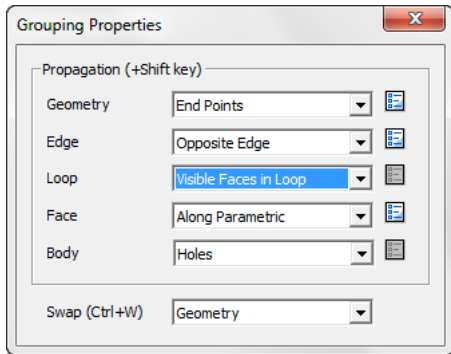 Grouping Properties
Propagation (+Shift key)
Geometry End Points
Edge Opposite Edge
Loop Visible Faces in Loop
Face Along Parametric
Body Holes
Swap (Ctrl+W) Geometry